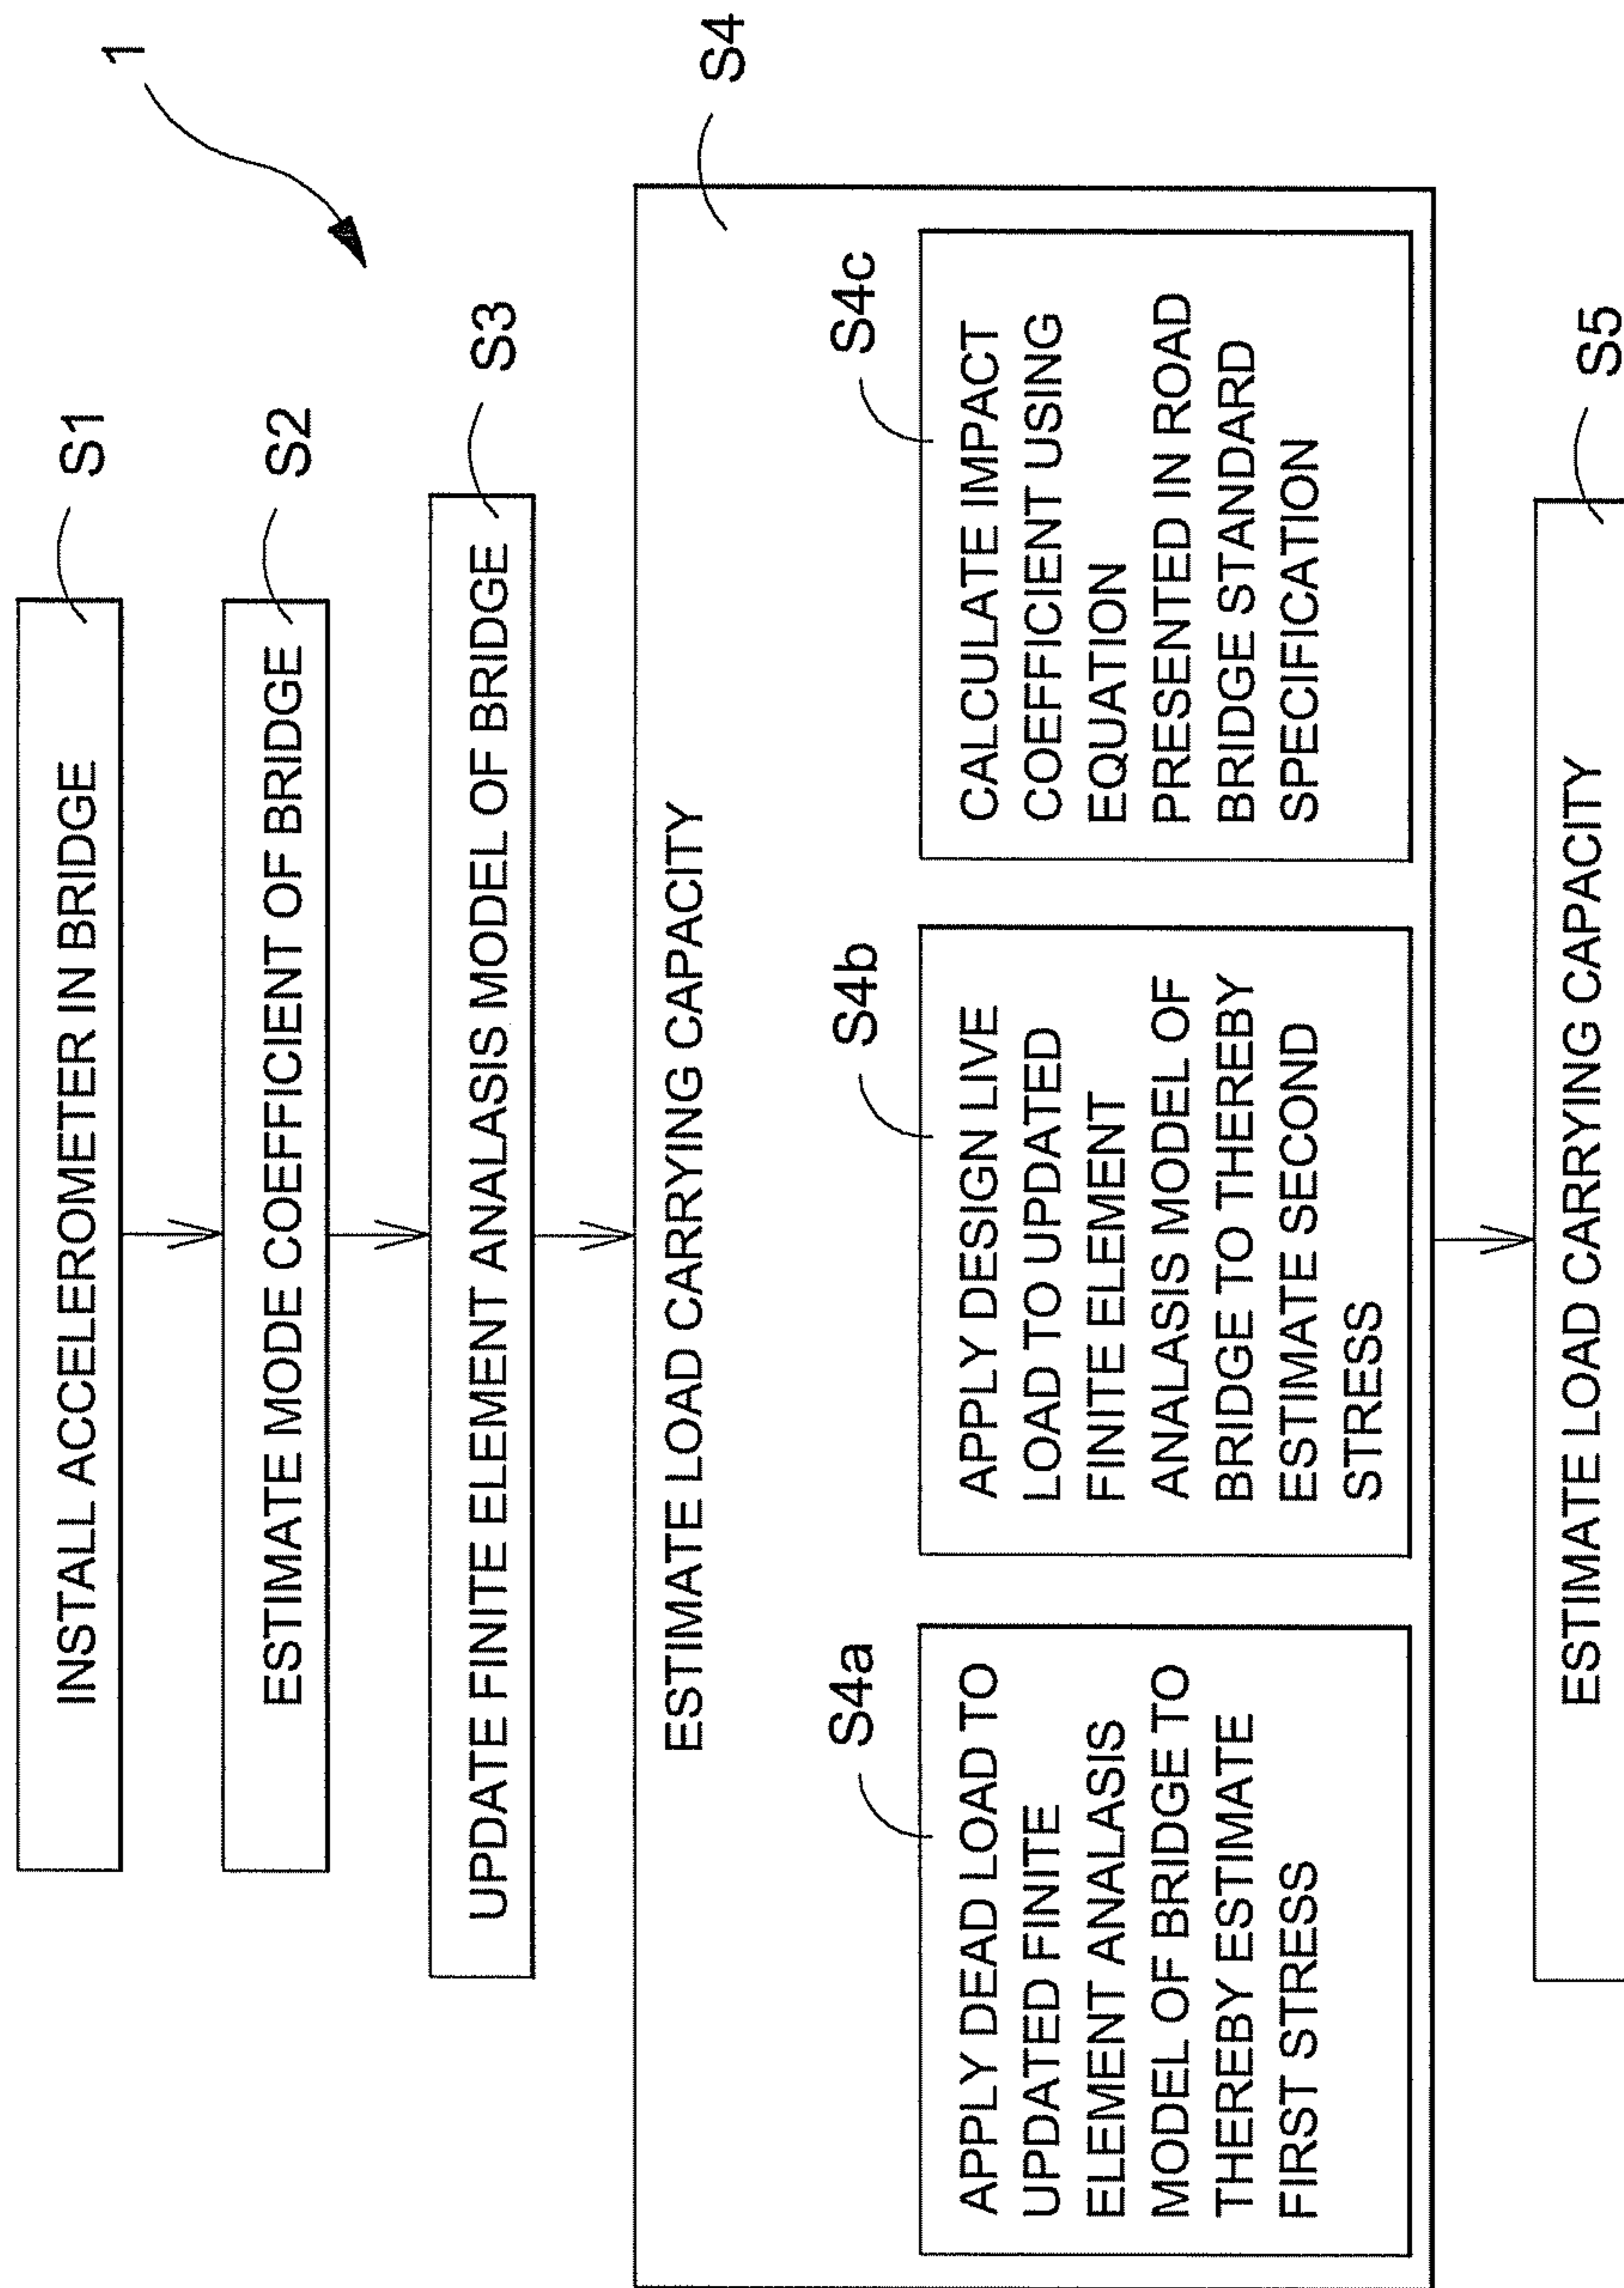 1
INSTALL ACCELEROMETER IN BRIDGE
S1
ESTIMATE MODE COEFFICIENT OF BRIDGE
S2
UPDATE FINITE ELEMENT ANALASIS MODEL OF BRIDGE
S3
ESTIMATE LOAD CARRYING CAPACITY
S4
S4a
APPLY DEAD LOAD TO
UPDATED FINITE
ELEMENT ANALASIS
MODEL OF BRIDGE TO
THEREBY ESTIMATE
FIRST STRESS
S4b
APPLY DESIGN LIVE
LOAD TO UPDATED
FINITE ELEMENT
ANALASIS MODEL OF
BRIDGE TO THEREBY
ESTIMATE SECOND
STRESS
S4c
CALCULATE IMPACT
COEFFICIENT USING
EQUATION
PRESENTED IN ROAD
BRIDGE STANDARD
SPECIFICATION
ESTIMATE LOAD CARRYING CAPACITY
S5